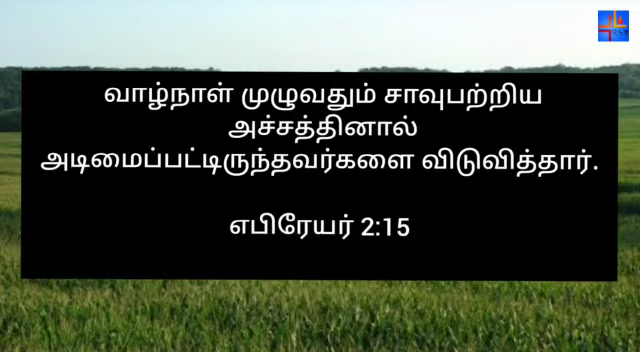 வாழ்நாள் முழுவதும் சாவுபற்றிய
அச்சத்தினால்
அடிமைப்பட்டிருந்தவர்களை விடுவித்தார்.
எபிரேயர் 2:15